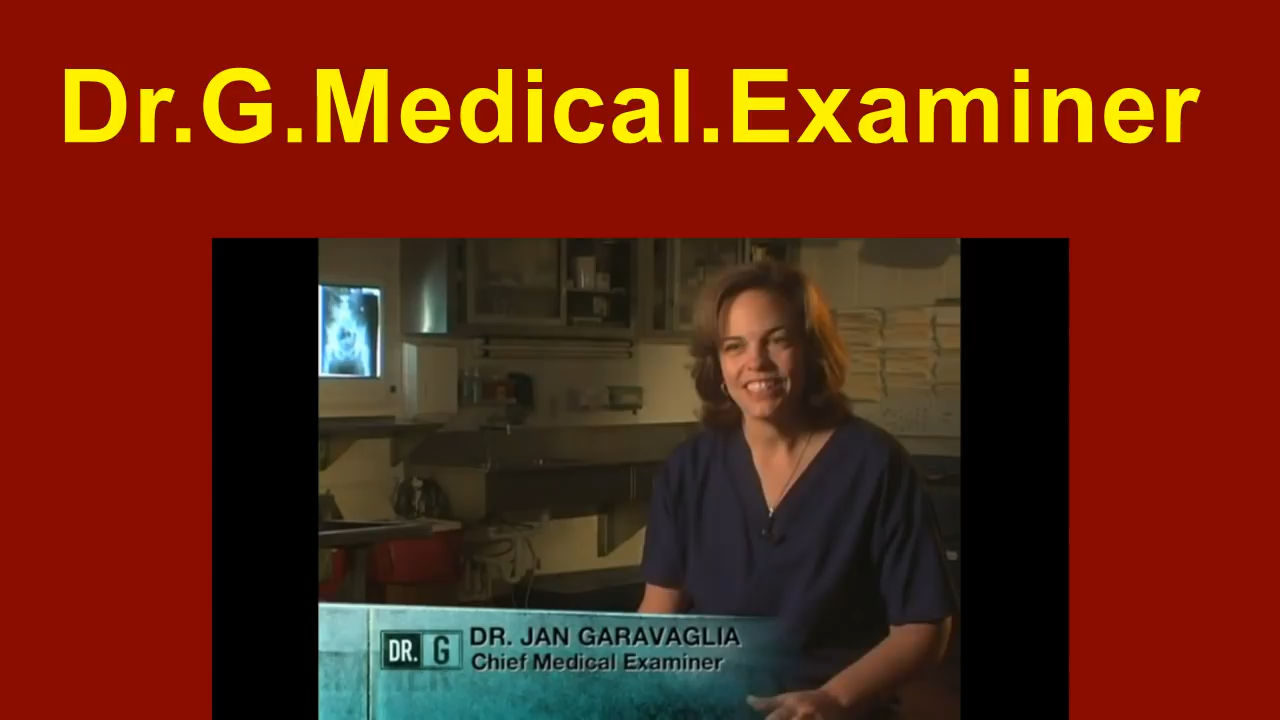 Dr.G.Medical.Examiner
DR. G
DR. JAN GARAVAGLIA
Chief Medical Examiner